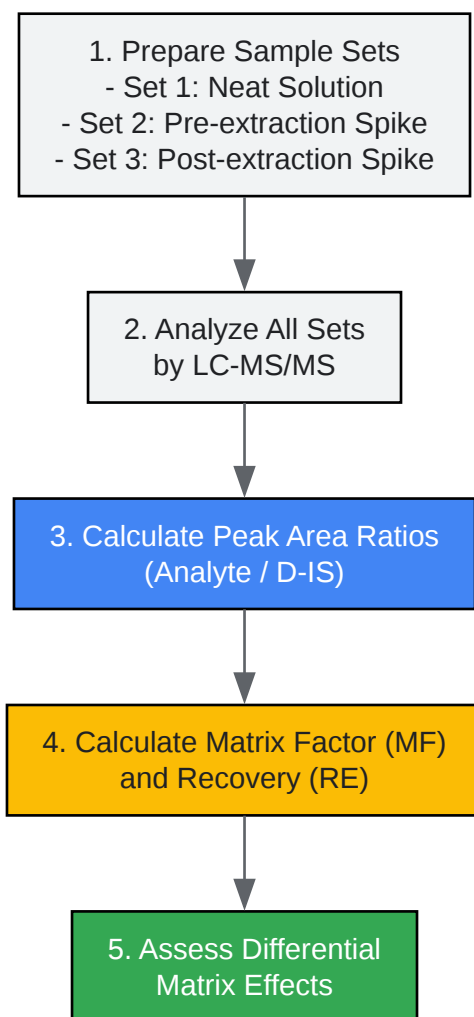 1. Prepare Sample Sets
- Set 1: Neat Solution
- Set 2: Pre-extraction Spike
- Set 3: Post-extraction Spike
2. Analyze All Sets
by LC-MS/MS
3. Calculate Peak Area Ratios
(Analyte / D-IS)
4. Calculate Matrix Factor (MF)
and Recovery (RE)
5. Assess Differential
Matrix Effects